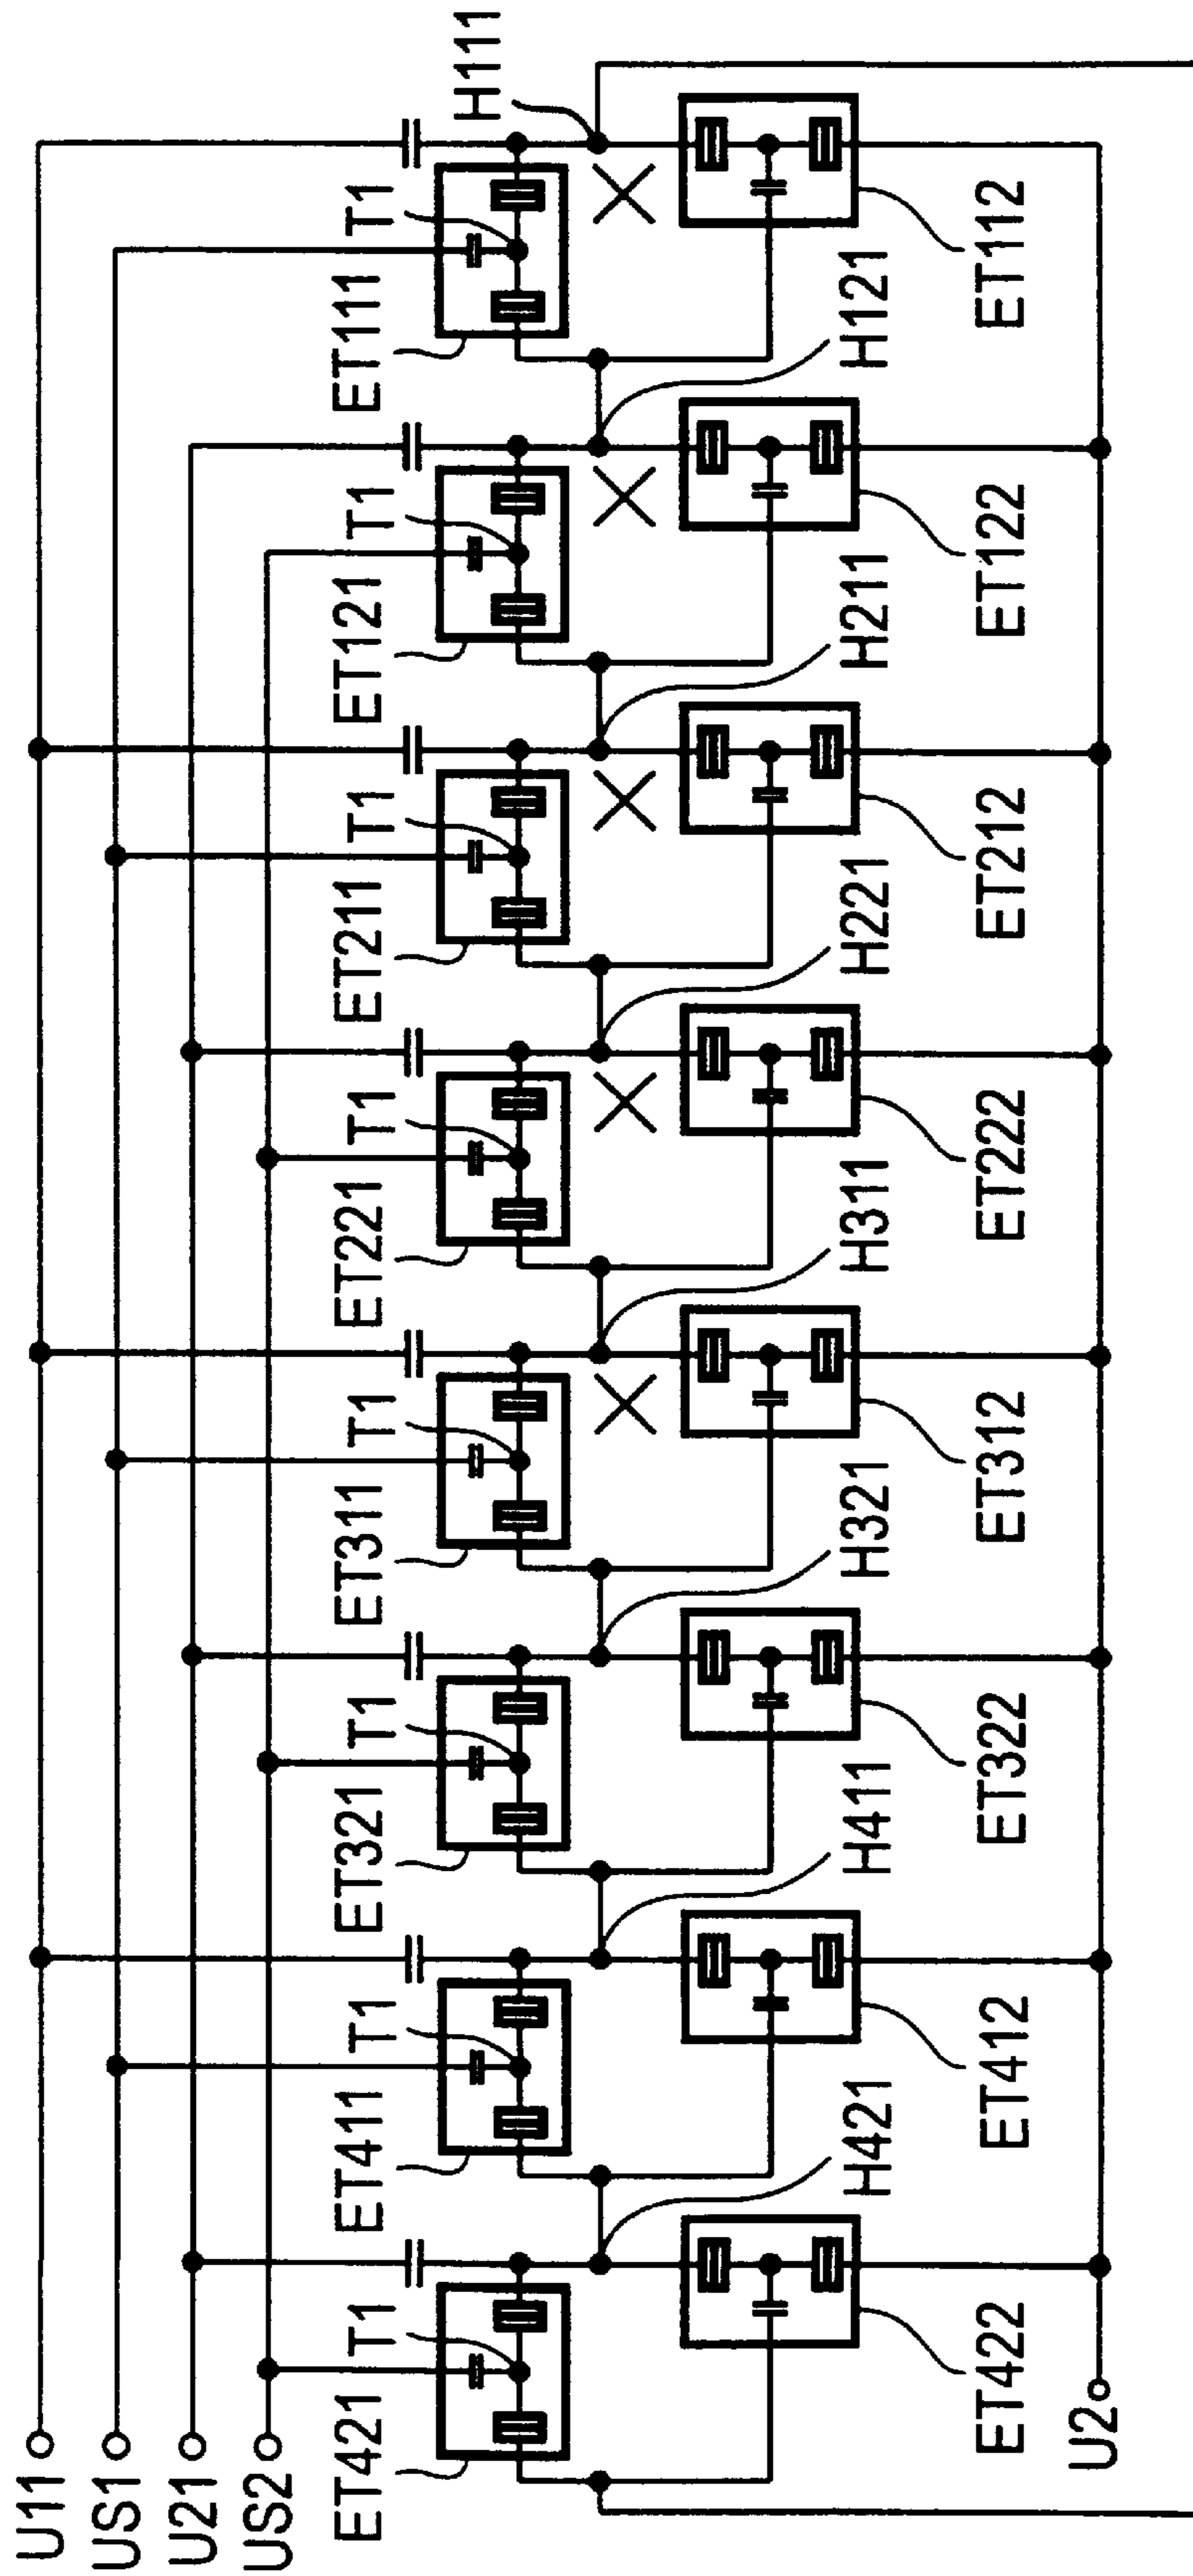 U11
US1
U21
US2
ET421
T1
ET411
T1
ET321
T1
ET311
T1
ET221
T1
ET211
T1
ET121
T1
ET111
T1
H111
H421
H411
H321
H311
H221
H211
H121
ET422
ET412
ET322
ET312
ET222
ET212
ET122
ET112
U2